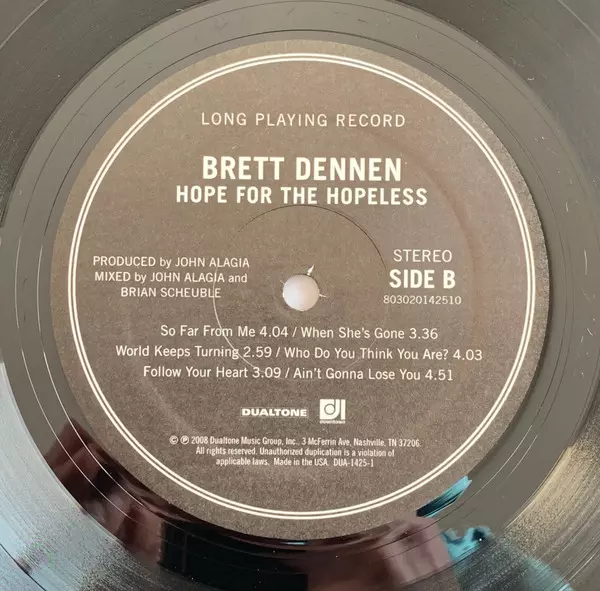 LONG PLAYING RECORD
BRETT DENNEN
HOPE FOR THE HOPELESS
PRODUCED by JOHN ALAGIA
MIXED by JOHN ALAGIA and
BRIAN SCHEUBLE
STEREO
SIDE B
803020142510
So Far From Me 4.04 / When She's Gone 3.36
World Keeps Turning 2.59 / Who Do You Think You Are? 4.03
Follow Your Heart 3.09 / Ain't Gonna Lose You 4.51
DUALTONE
© ℗ 2008 Dualtone Music Group, Inc. 3 McFerrin Ave, Nashville, TN 37206.
All rights reserved. Unauthorized duplication is a violation of
applicable laws. Made in the USA. DUA-1425-1